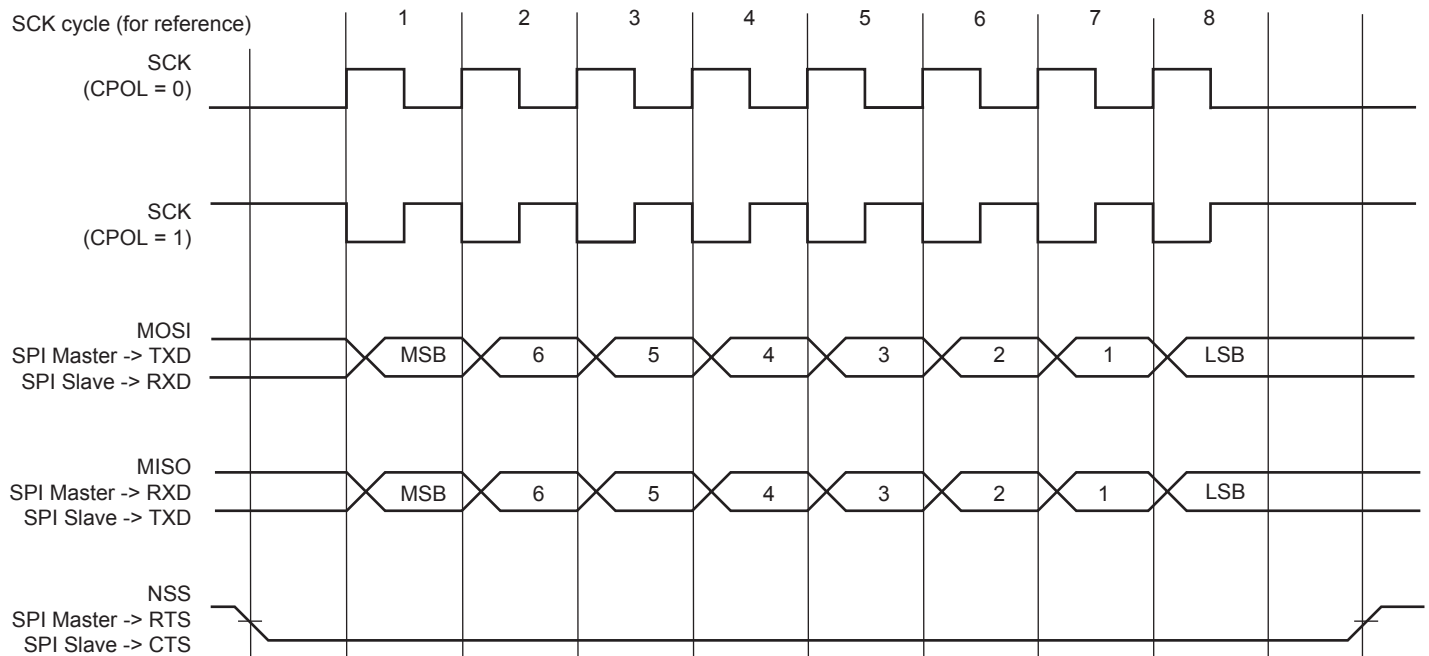 SCK cycle (for reference)
1 2 3 4 5 6 7 8
SCK
(CPOL = 0)
SCK
(CPOL = 1)
MOSI
SPI Master -> TXD
SPI Slave -> RXD
MSB 6 5 4 3 2 1 LSB
MISO
SPI Master -> RXD
SPI Slave -> TXD
MSB 6 5 4 3 2 1 LSB
NSS
SPI Master -> RTS
SPI Slave -> CTS